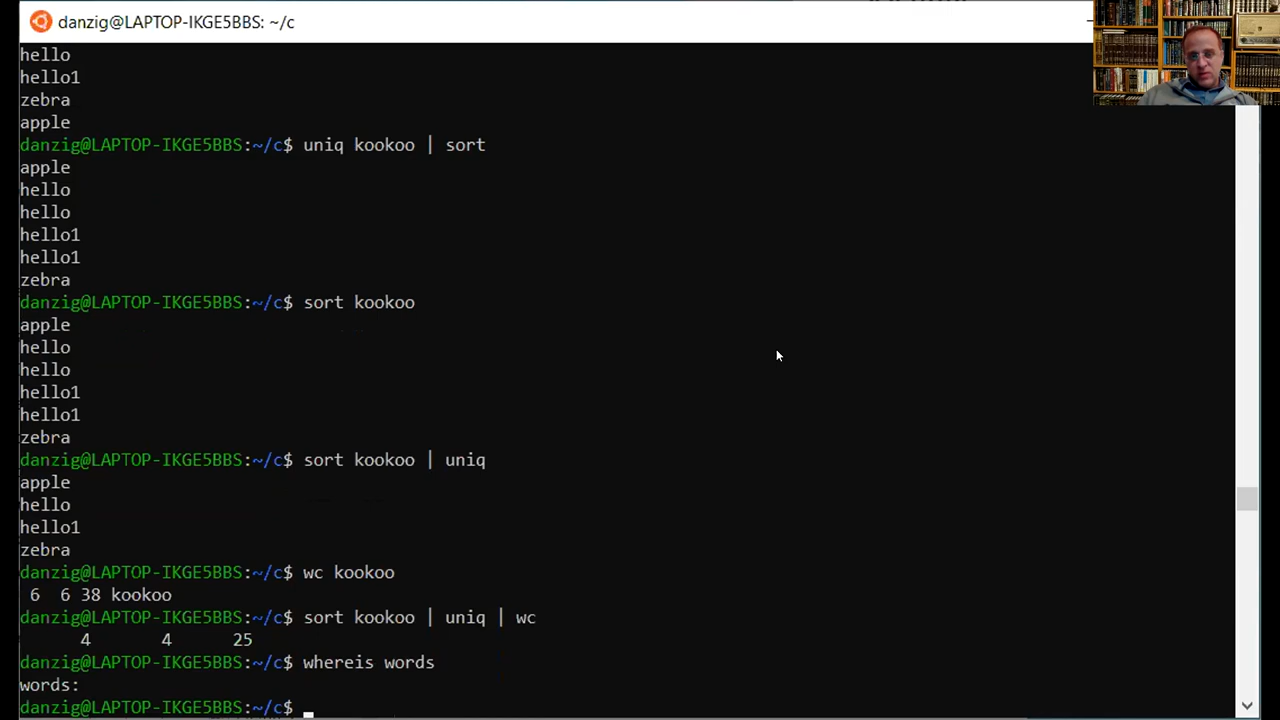 danzig@LAPTOP-IKGE5BBS: ~/c
hello
hello1
zebra
apple
danzig@LAPTOP-IKGE5BBS:~/c$ uniq kookoo | sort
apple
hello
hello
hello1
hello1
zebra
danzig@LAPTOP-IKGE5BBS:~/c$ sort kookoo
apple
hello
hello
hello1
hello1
zebra
danzig@LAPTOP-IKGE5BBS:~/c$ sort kookoo | uniq
apple
hello
hello1
zebra
danzig@LAPTOP-IKGE5BBS:~/c$ wc kookoo
6 6 38 kookoo
danzig@LAPTOP-IKGE5BBS:~/c$ sort kookoo | uniq | wc
4 4 25
danzig@LAPTOP-IKGE5BBS:~/c$ whereis words
words:
danzig@LAPTOP-IKGE5BBS:~/c$